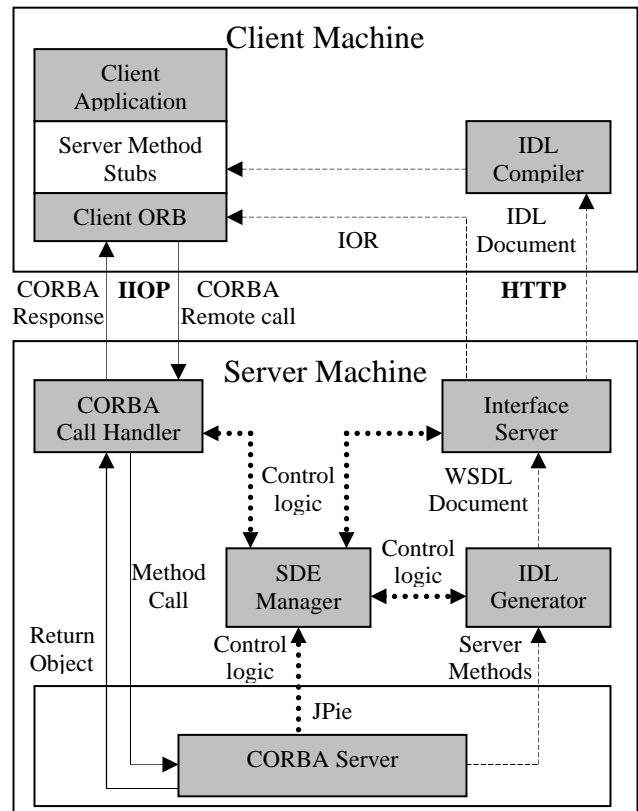 Client Machine
Client
Application
Server Method
Stubs
Client ORB
IDL
Compiler
IOR
IDL
Document
CORBA
Response
IIOP
CORBA
Remote call
HTTP
Server Machine
CORBA
Call Handler
Interface
Server
Control
logic
WSDL
Document
SDE
Manager
Control
logic
IDL
Generator
Method
Call
Return
Object
Control
logic
Server
Methods
JPie
CORBA Server